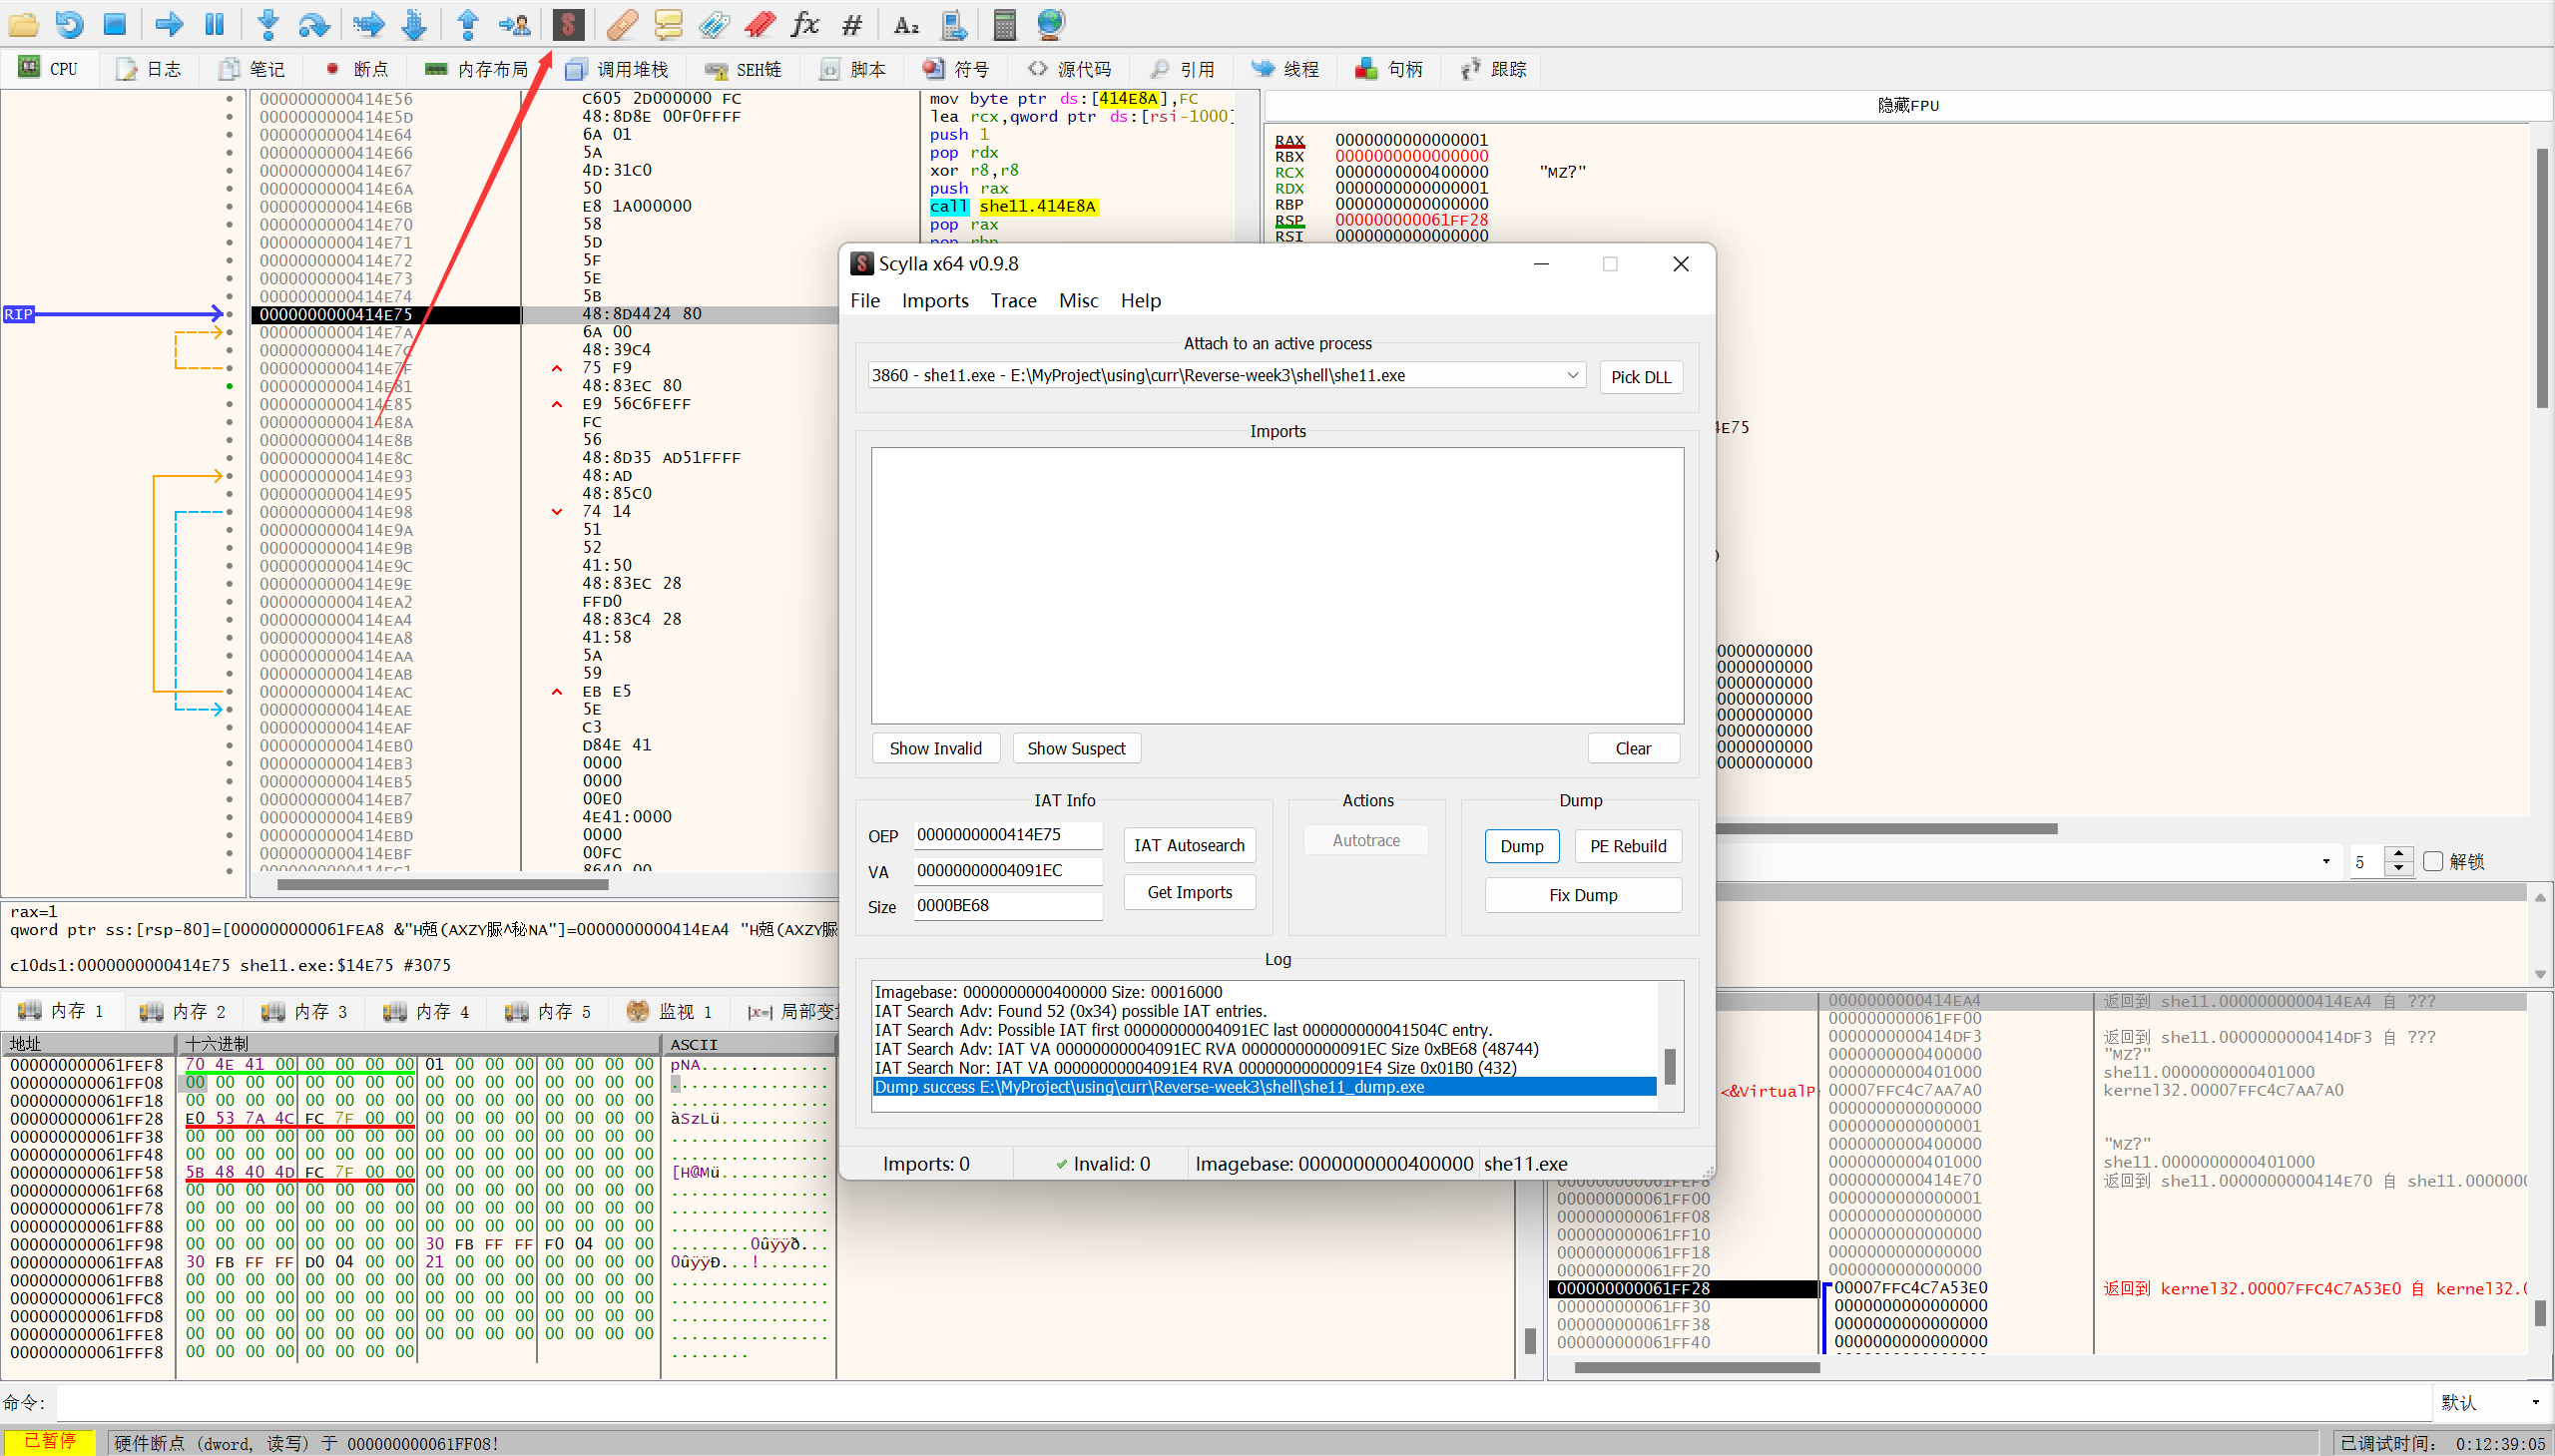 CPU 日志 笔记 断点 内存布局 调用堆栈 SEH链 脚本 符号 源代码 引用 线程 句柄 跟踪
隐藏FPU
RIP
0000000000414E56 C605 2D000000 FC mov byte ptr ds:[414E8A],FC
0000000000414E5D 48:8D8E 00F0FFFF lea rcx,qword ptr ds:[rsi-1000]
0000000000414E64 6A 01 push 1
0000000000414E66 5A pop rdx
0000000000414E67 4D:31C0 xor r8,r8
0000000000414E6A 50 push rax
0000000000414E6B E8 1A000000 call she11.414E8A
0000000000414E70 58 pop rax
0000000000414E71 5D pop rbp
0000000000414E72 5F
0000000000414E73 5E
0000000000414E74 5B
0000000000414E75 48:8D4424 80
0000000000414E7A 6A 00
0000000000414E7C 48:39C4
0000000000414E7F 75 F9
0000000000414E81 48:83EC 80
0000000000414E85 E9 56C6FEFF
0000000000414E8A FC
0000000000414E8B 56
0000000000414E8C 48:8D35 AD51FFFF
0000000000414E93 48:AD
0000000000414E95 48:85C0
0000000000414E98 74 14
0000000000414E9A 51
0000000000414E9B 52
0000000000414E9C 41:50
0000000000414E9E 48:83EC 28
0000000000414EA2 FFD0
0000000000414EA4 48:83C4 28
0000000000414EA8 41:58
0000000000414EAA 5A
0000000000414EAB 59
0000000000414EAC EB E5
0000000000414EAE 5E
0000000000414EAF C3
0000000000414EB0 D84E 41
0000000000414EB3 0000
0000000000414EB5 0000
0000000000414EB7 00E0
0000000000414EB9 4E41:0000
0000000000414EBD 0000
0000000000414EBF 00FC
0000000000414EC1 8640 00
RAX 0000000000000001
RBX 0000000000000000
RCX 0000000000400000 "MZ?"
RDX 0000000000000001
RBP 0000000000000000
RSP 000000000061FF28
RSI 0000000000000000
4E75
0000000000
0000000000
0000000000
0000000000
0000000000
0000000000
0000000000
0000000000
5 解锁
Scylla x64 v0.9.8
File Imports Trace Misc Help
Attach to an active process
3860 - she11.exe - E:\MyProject\using\curr\Reverse-week3\shell\she11.exe Pick DLL
Imports
Show Invalid Show Suspect Clear
IAT Info Actions Dump
OEP 0000000000414E75 IAT Autosearch Autotrace Dump PE Rebuild
VA 00000000004091EC Get Imports Fix Dump
Size 0000BE68
Log
Imagebase: 0000000000400000 Size: 00016000
IAT Search Adv: Found 52 (0x34) possible IAT entries.
IAT Search Adv: Possible IAT first 00000000004091EC last 000000000041504C entry.
IAT Search Adv: IAT VA 00000000004091EC RVA 00000000000091EC Size 0xBE68 (48744)
IAT Search Nor: IAT VA 00000000004091E4 RVA 00000000000091E4 Size 0x01B0 (432)
Dump success E:\MyProject\using\curr\Reverse-week3\shell\she11_dump.exe
Imports: 0 Invalid: 0 Imagebase: 0000000000400000 she11.exe
rax=1
qword ptr ss:[rsp-80]=[000000000061FEA8 &"H兡(AXZY脲^秘NA"]=0000000000414EA4 "H兡(AXZY脲
c10ds1:0000000000414E75 she11.exe:$14E75 #3075
内存 1 内存 2 内存 3 内存 4 内存 5 监视 1 |x=| 局部变
地址 十六进制 ASCII
000000000061FEF8 70 4E 41 00 00 00 00 00 01 00 00 00 00 00 00 00 pNA.............
000000000061FF08 00 00 00 00 00 00 00 00 00 00 00 00 00 00 00 00 ................
000000000061FF18 00 00 00 00 00 00 00 00 00 00 00 00 00 00 00 00 ................
000000000061FF28 E0 53 7A 4C FC 7F 00 00 00 00 00 00 00 00 00 00 àSzLü...........
000000000061FF38 00 00 00 00 00 00 00 00 00 00 00 00 00 00 00 00 ................
000000000061FF48 00 00 00 00 00 00 00 00 00 00 00 00 00 00 00 00 ................
000000000061FF58 5B 48 40 4D FC 7F 00 00 00 00 00 00 00 00 00 00 [H@Mü...........
000000000061FF68 00 00 00 00 00 00 00 00 00 00 00 00 00 00 00 00 ................
000000000061FF78 00 00 00 00 00 00 00 00 00 00 00 00 00 00 00 00 ................
000000000061FF88 00 00 00 00 00 00 00 00 00 00 00 00 00 00 00 00 ................
000000000061FF98 00 00 00 00 00 00 00 00 30 FB FF FF F0 04 00 00 ........0ûÿÿð...
000000000061FFA8 30 FB FF FF D0 04 00 00 21 00 00 00 00 00 00 00 0ûÿÿÐ...!.......
000000000061FFB8 00 00 00 00 00 00 00 00 00 00 00 00 00 00 00 00 ................
000000000061FFC8 00 00 00 00 00 00 00 00 00 00 00 00 00 00 00 00 ................
000000000061FFD8 00 00 00 00 00 00 00 00 00 00 00 00 00 00 00 00 ................
000000000061FFE8 00 00 00 00 00 00 00 00 00 00 00 00 00 00 00 00 ................
000000000061FFF8 00 00 00 00 00 00 00 00 ........
0000000000414EA4 返回到 she11.0000000000414EA4 自 ???
000000000061FF00
0000000000414DF3 返回到 she11.0000000000414DF3 自 ???
0000000000400000 "MZ?"
0000000000401000 she11.0000000000401000
<&VirtualP 00007FFC4C7AA7A0 kernel32.00007FFC4C7AA7A0
0000000000000000
0000000000000001
0000000000400000 "MZ?"
0000000000401000 she11.0000000000401000
000000000061FEF8 0000000000414E70 返回到 she11.0000000000414E70 自 she11.000000
000000000061FF00 0000000000000001
000000000061FF08 0000000000000000
000000000061FF10 0000000000000000
000000000061FF18 0000000000000000
000000000061FF20 0000000000000000
000000000061FF28 00007FFC4C7A53E0 返回到 kernel32.00007FFC4C7A53E0 自 kernel32.
000000000061FF30 0000000000000000
000000000061FF38 0000000000000000
000000000061FF40 0000000000000000
命令: 默认
已暂停 硬件断点 (dword, 读写) 于 000000000061FF08! 已调试时间: 0:12:39:05